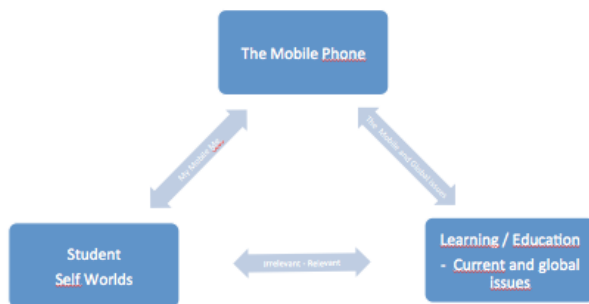 The Mobile Phone
My Mobile Me
The Mobile and Global issues
Student
Self Worlds
Irrelevant - Relevant
Learning / Education
- Current and global
issues